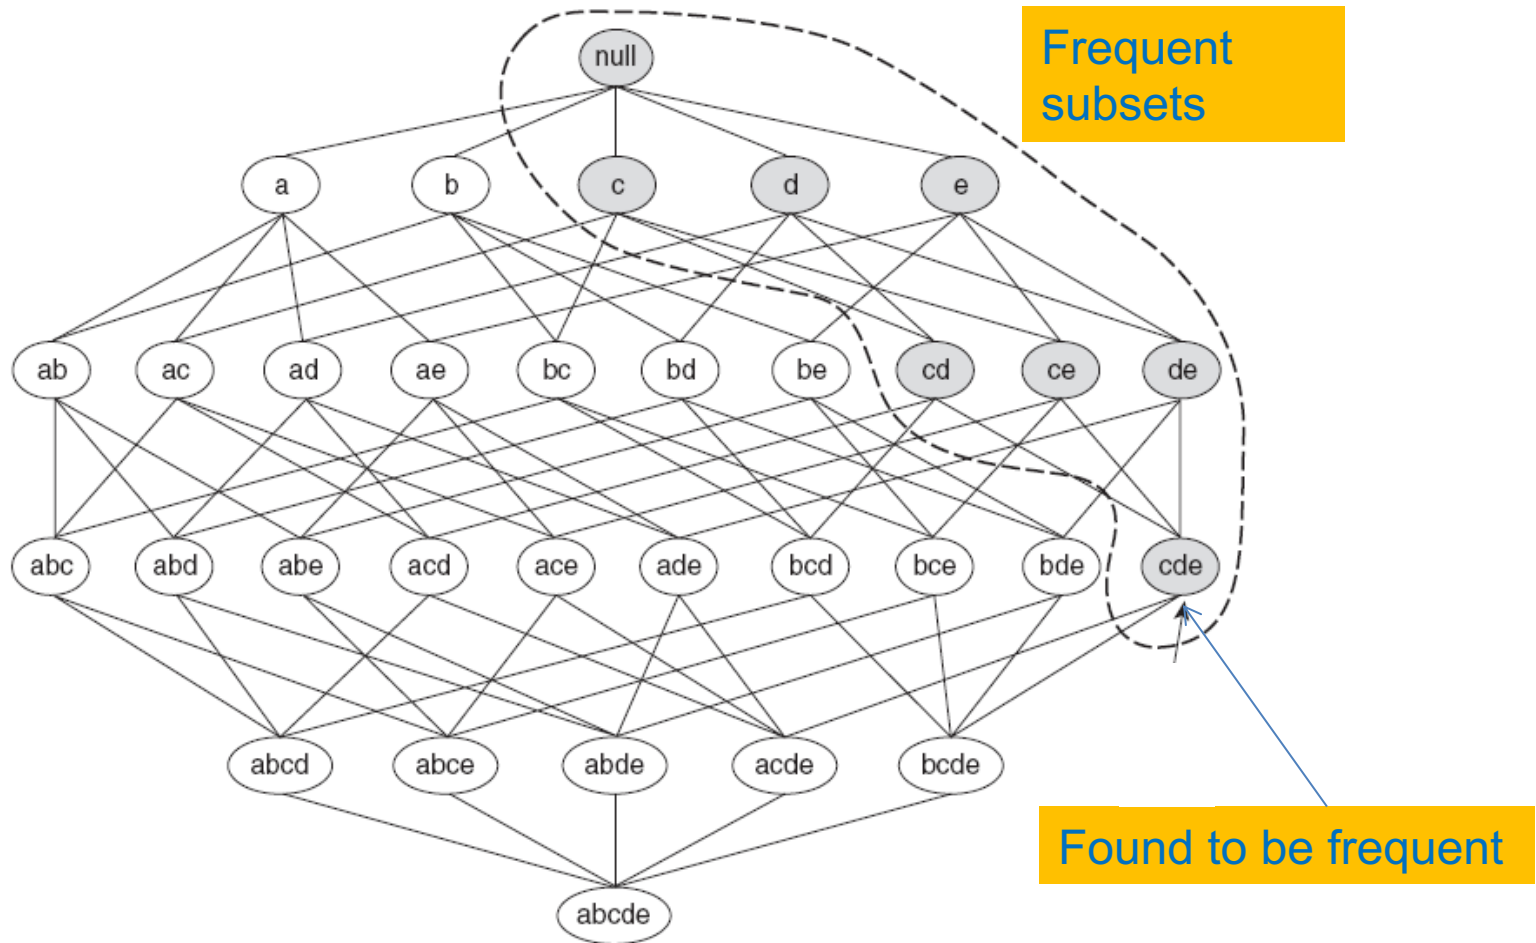 Frequent
subsets
null
a b c d e
ab ac ad ae bc bd be cd ce de
abc abd abe acd ace ade bcd bce bde cde
abcd abce abde acde bcde
Found to be frequent
abcde